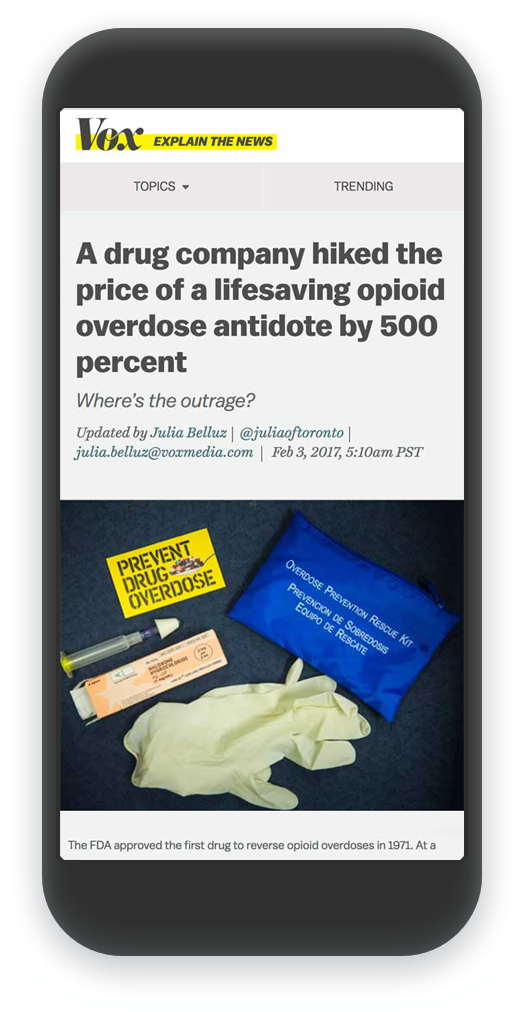 Vox EXPLAIN THE NEWS
TOPICS TRENDING
A drug company hiked the
price of a lifesaving opioid
overdose antidote by 500
percent
Where's the outrage?
Updated by Julia Belluz | @juliaoftoronto |
julia.belluz@voxmedia.com | Feb 3, 2017, 5:10am PST
PREVENT
DRUG
OVERDOSE
OVERDOSE PREVENTION RESCUE KIT
PREVENCION DE SOBREDOSIS
EQUIPO DE RESCATE
NALOXONE
HYDROCHLORIDE
The FDA approved the first drug to reverse opioid overdoses in 1971. At a